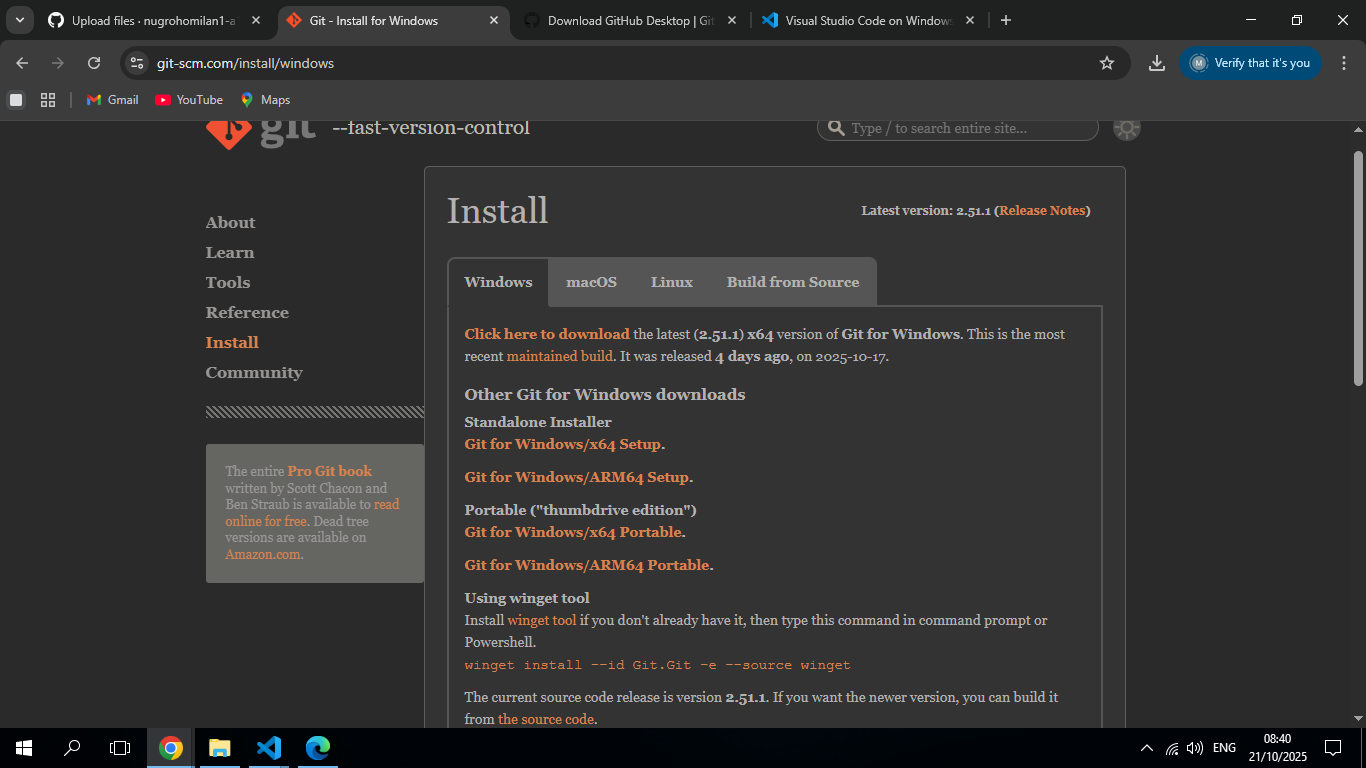 Upload files · nugrohomilan1-a
Git - Install for Windows
Download GitHub Desktop | Git
Visual Studio Code on Windows
git-scm.com/install/windows
Verify that it's you
Gmail
YouTube
Maps
git --fast-version-control
Type / to search entire site...
About
Learn
Tools
Reference
Install
Community
The entire Pro Git book
written by Scott Chacon and
Ben Straub is available to read
online for free. Dead tree
versions are available on
Amazon.com.
Install
Latest version: 2.51.1 (Release Notes)
Windows
macOS
Linux
Build from Source
Click here to download the latest (2.51.1) x64 version of Git for Windows. This is the most
recent maintained build. It was released 4 days ago, on 2025-10-17.
Other Git for Windows downloads
Standalone Installer
Git for Windows/x64 Setup.
Git for Windows/ARM64 Setup.
Portable ("thumbdrive edition")
Git for Windows/x64 Portable.
Git for Windows/ARM64 Portable.
Using winget tool
Install winget tool if you don't already have it, then type this command in command prompt or
Powershell.
winget install --id Git.Git -e --source winget
The current source code release is version 2.51.1. If you want the newer version, you can build it
from the source code.
ENG
08:40
21/10/2025